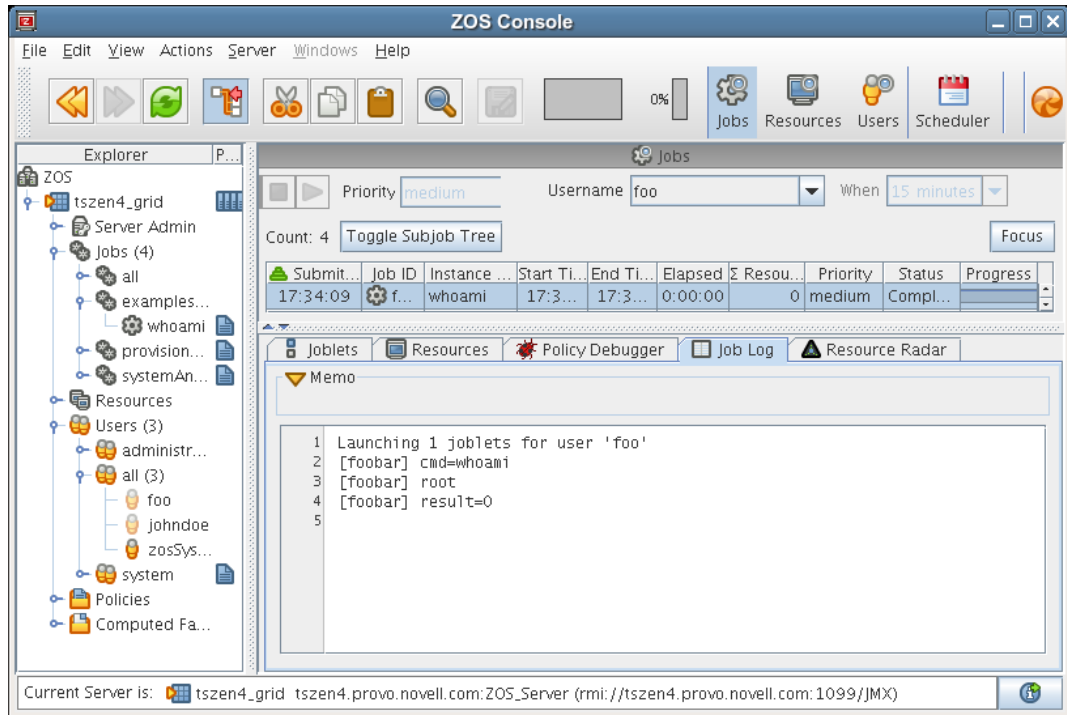 ZOS Console
File Edit View Actions Server Windows Help
0%
Jobs Resources Users Scheduler
Explorer P...
ZOS
tszen4_grid
Server Admin
Jobs (4)
all
examples...
whoami
provision...
systemAn...
Resources
Users (3)
administr...
all (3)
foo
johndoe
zosSys...
system
Policies
Computed Fa...
Jobs
Priority medium Username foo When 15 minutes
Count: 4 Toggle Subjob Tree Focus
Submit... Job ID Instance ... Start Ti... End Ti... Elapsed Σ Resou... Priority Status Progress
17:34:09 f... whoami 17:3... 17:3... 0:00:00 0 medium Compl...
Joblets Resources Policy Debugger Job Log Resource Radar
Memo
1 Launching 1 joblets for user 'foo'
2 [foobar] cmd=whoami
3 [foobar] root
4 [foobar] result=0
5
Current Server is: tszen4_grid tszen4.provo.novell.com:ZOS_Server (rmi://tszen4.provo.novell.com:1099/JMX)